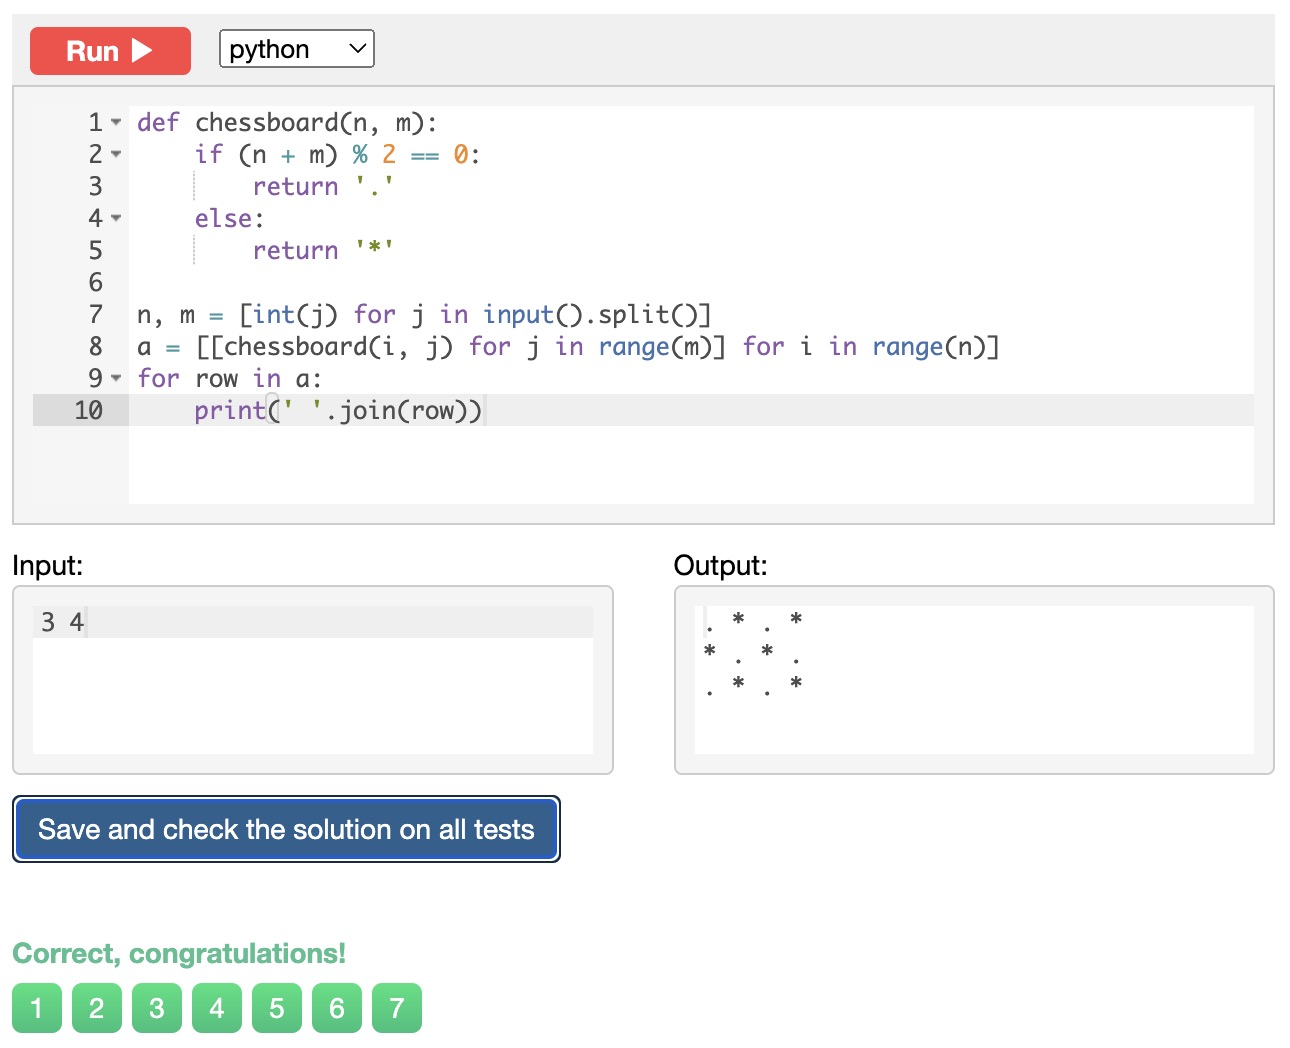 Run ▶ python
1 def chessboard(n, m):
2     if (n + m) % 2 == 0:
3         return '.'
4     else:
5         return '*'
6
7 n, m = [int(j) for j in input().split()]
8 a = [[chessboard(i, j) for j in range(m)] for i in range(n)]
9 for row in a:
10     print(' '.join(row))
Input:
3 4
Output:
. * . *
* . * .
. * . *
Save and check the solution on all tests
Correct, congratulations!
1 2 3 4 5 6 7